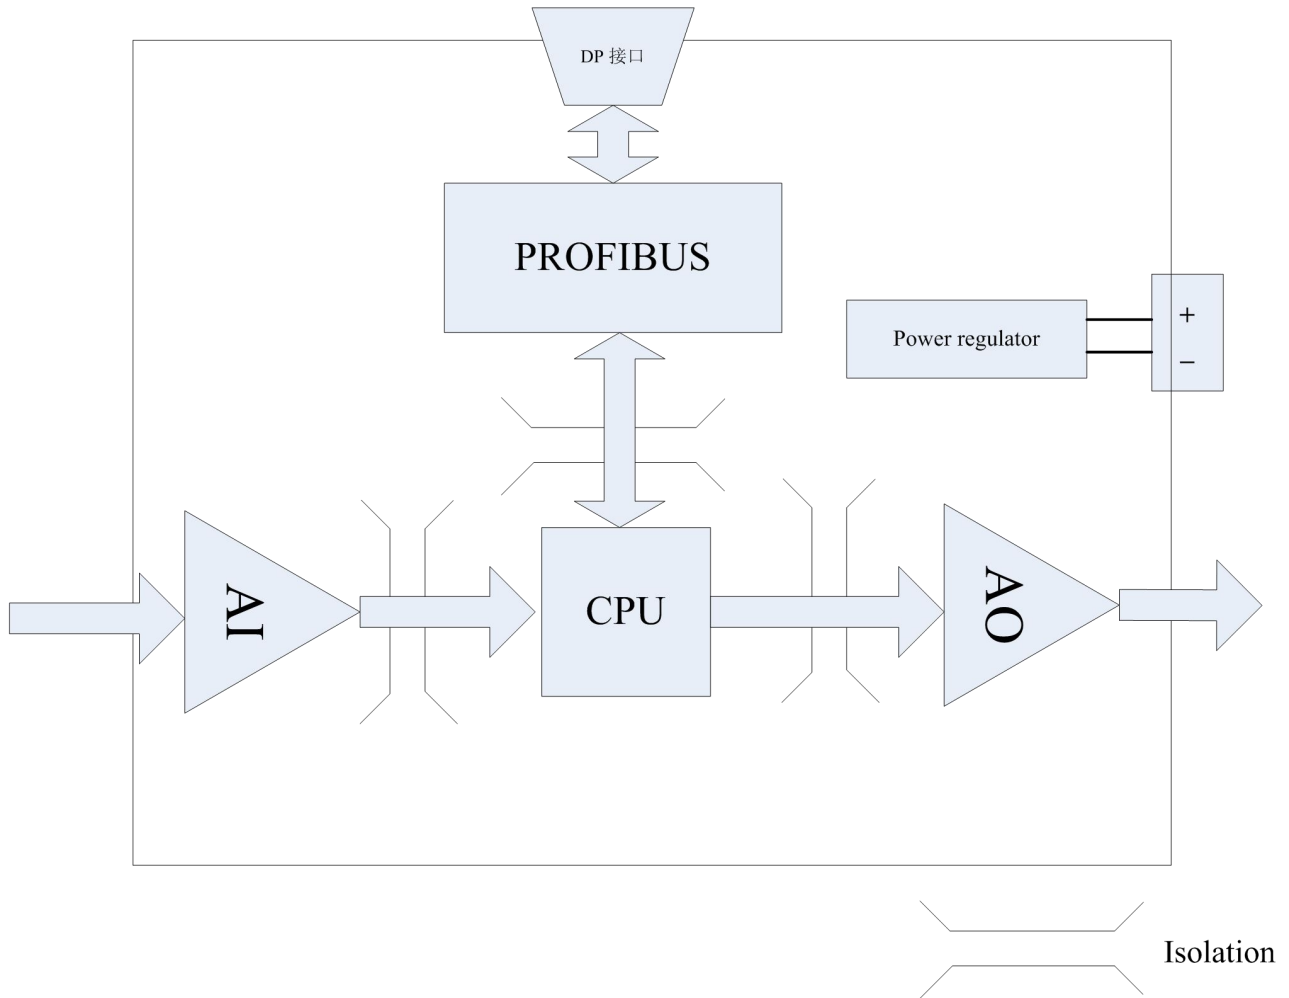 DP 接口
PROFIBUS
Power regulator
+
−
AI
CPU
AO
Isolation